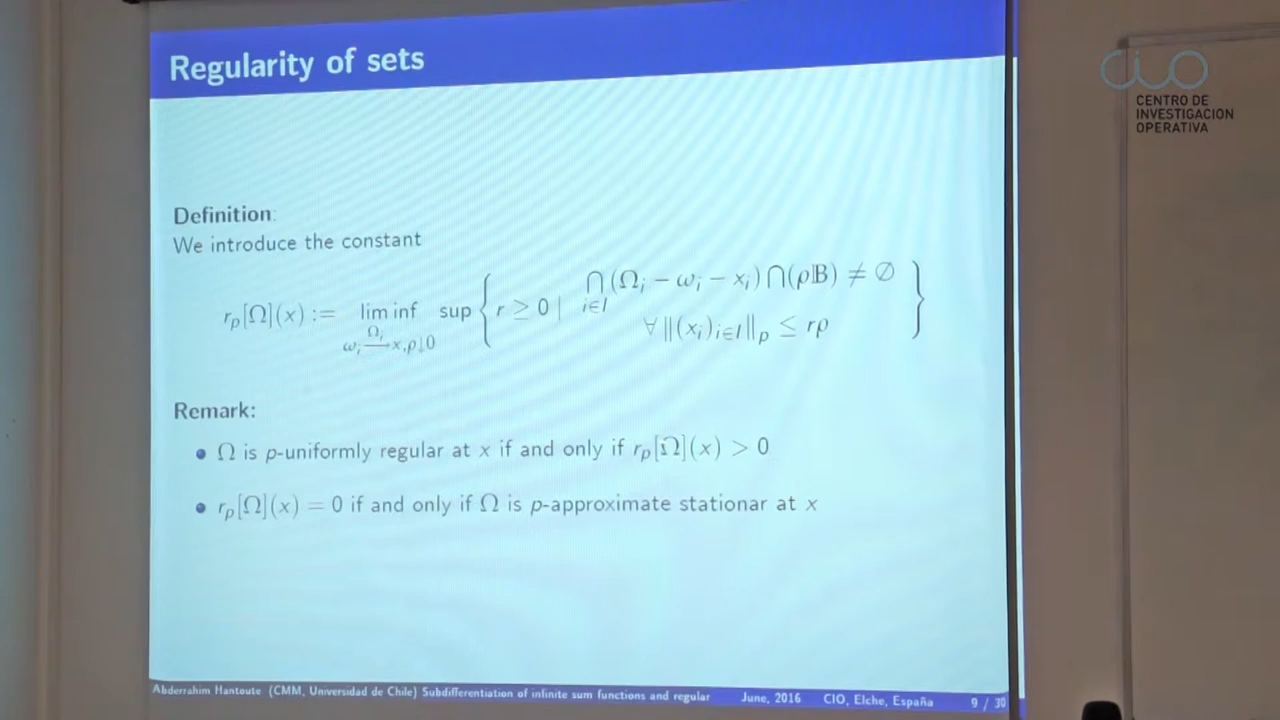 Regularity of sets
CIO
CENTRO DE
INVESTIGACION
OPERATIVA
Definition:
We introduce the constant
r_p[Ω](x) := lim inf_{ω_i →^{Ω_i} x, ρ↓0} sup { r ≥ 0 | ⋂_{i∈I} (Ω_i − ω_i − x_i) ⋂(ρ𝔹) ≠ ∅
∀ ‖(x_i)_{i∈I}‖_p ≤ rρ }
Remark:
• Ω is p-uniformly regular at x if and only if r_p[Ω](x) > 0
• r_p[Ω](x) = 0 if and only if Ω is p-approximate stationar at x
Abderrahim Hantoute (CMM, Universidad de Chile) Subdifferentiation of infinite sum functions and regular June, 2016 CIO, Elche, España 9 / 30